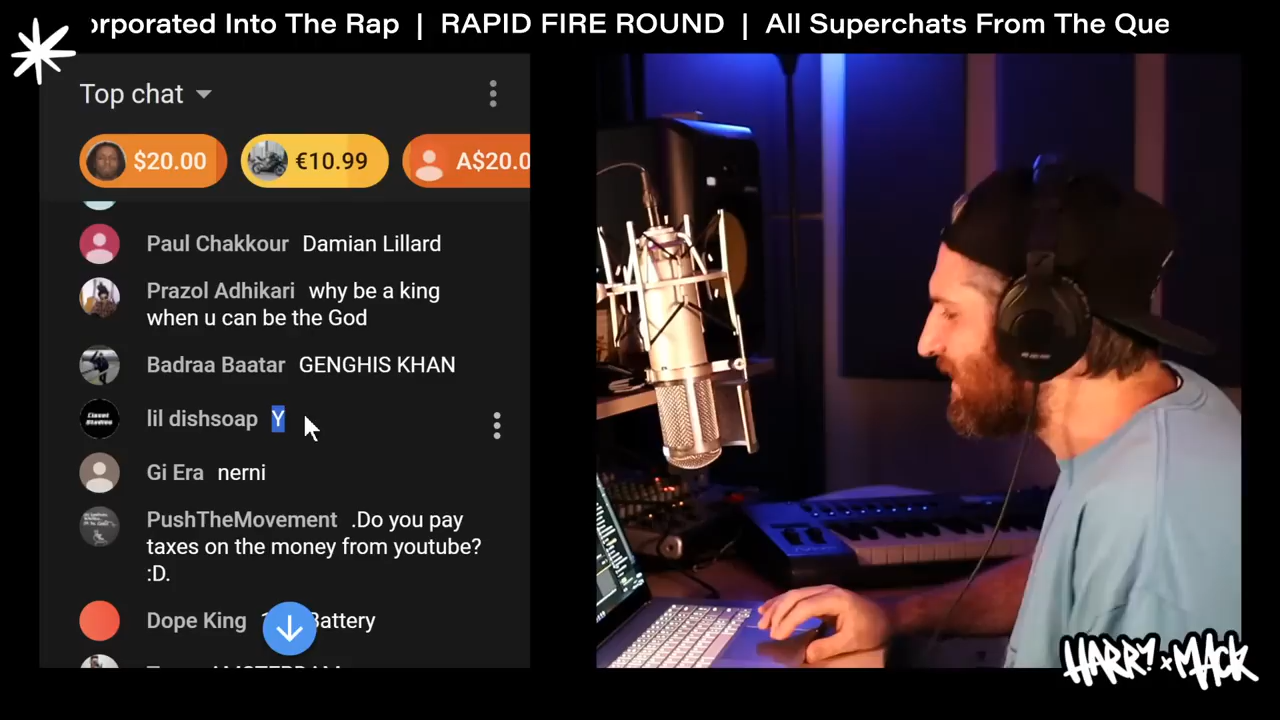 orporated Into The Rap | RAPID FIRE ROUND | All Superchats From The Que
Top chat
$20.00 €10.99 A$20.0
Paul Chakkour Damian Lillard
Prazol Adhikari why be a king
when u can be the God
Badraa Baatar GENGHIS KHAN
lil dishsoap Y
Gi Era nerni
PushTheMovement .Do you pay
taxes on the money from youtube?
:D.
Dope King Battery
AMSTERDAM
HARRY x MACK